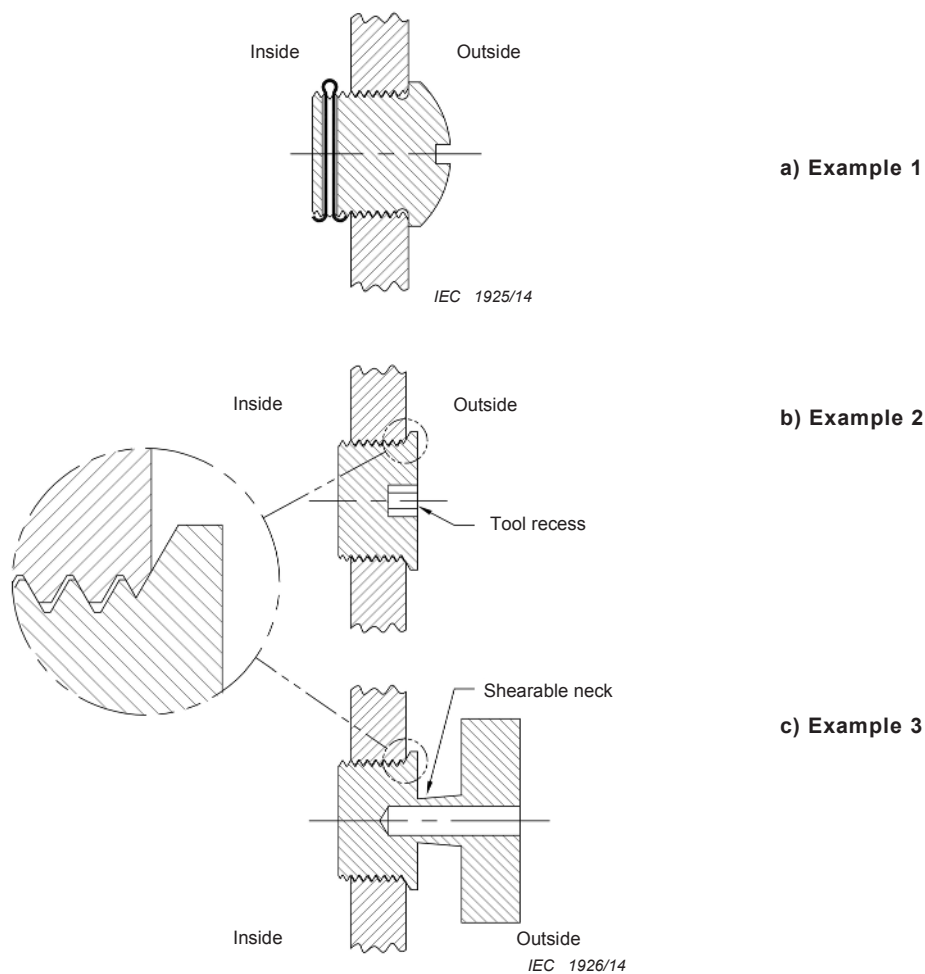 Inside Outside
a) Example 1
IEC 1925/14
Inside Outside
b) Example 2
Tool recess
Shearable neck
c) Example 3
Inside Outside
IEC 1926/14